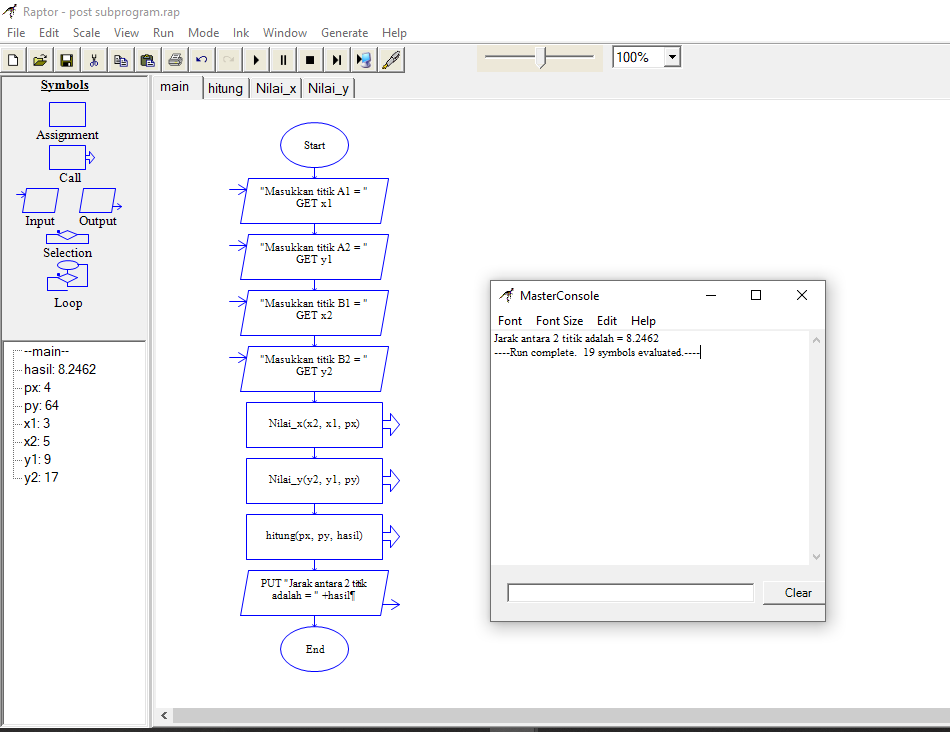 Raptor - post subprogram.rap
File Edit Scale View Run Mode Ink Window Generate Help
100%
Symbols
Assignment
Call
Input Output
Selection
Loop
--main--
hasil: 8.2462
px: 4
py: 64
x1: 3
x2: 5
y1: 9
y2: 17
main hitung Nilai_x Nilai_y
Start
"Masukkan titik A1 = "
GET x1
"Masukkan titik A2 = "
GET y1
"Masukkan titik B1 = "
GET x2
"Masukkan titik B2 = "
GET y2
Nilai_x(x2, x1, px)
Nilai_y(y2, y1, py)
hitung(px, py, hasil)
PUT "Jarak antara 2 titik
adalah = " +hasil¶
End
MasterConsole
Font Font Size Edit Help
Jarak antara 2 titik adalah = 8.2462
----Run complete. 19 symbols evaluated.----
Clear